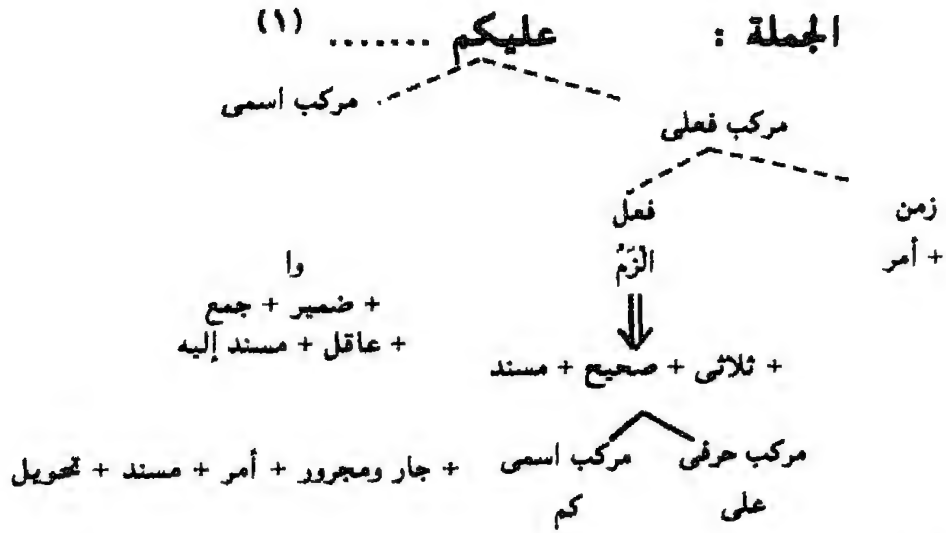 الجملة : عليكم ....... (١)
مركب فعلى مركب اسمى
زمن فعل
+ أمر الْزَمْ وا
+ ضمير + جمع
+ عاقل + مسند إليه
+ ثلاثى + صحيح + مسند
مركب حرفى مركب اسمى + جار ومجرور + أمر + مسند + تحويل
على كم